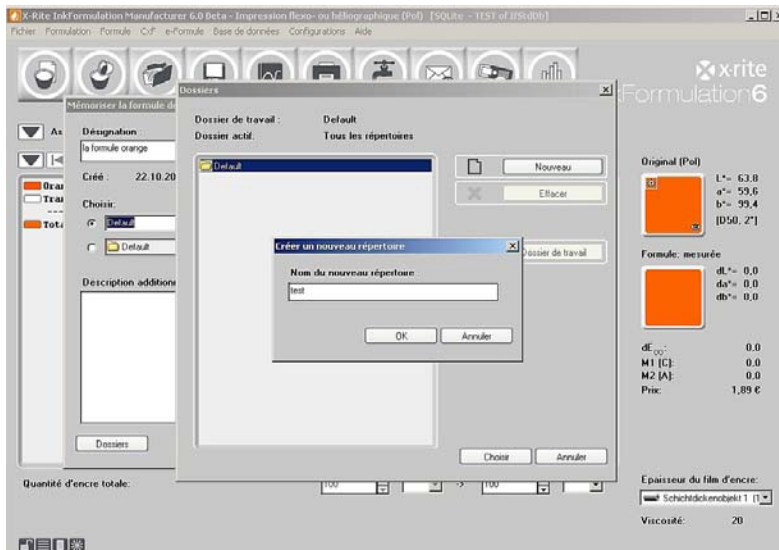 X-Rite InkFormulation Manufacturer 6.0 Beta - Impression flexo- ou héliographique (Pol) [SQLite - TEST of IFStdDb]
Fichier Formulation Formule CxF e-Formule Base de données Configurations Aide
x·rite
Formulation6
Mémoriser la formule de
Désignation
la formule orange
Créé : 22.10.20
Choisir:
Default
Default
Description addition
Dossiers
Dossiers
Dossier de travail : Default
Dossier actif: Tous les répertoires
Default
Nouveau
Effacer
Dossier de travail
Choisir Annuler
Créer un nouveau répertoire
Nom du nouveau répertoire
test
OK Annuler
Original (Pol)
L*= 63,8
a*= 59,6
b*= 99,4
[D50, 2°]
Formule: mesurée
dL*= 0,0
da*= 0,0
db*= 0,0
dE00: 0.0
M1 [C]: 0.0
M2 [A]: 0.0
Prix: 1,89 €
Quantité d'encre totale: 100 -> 100
Epaisseur du film d'encre:
Schichtdickenobjekt 1
Viscosité: 20